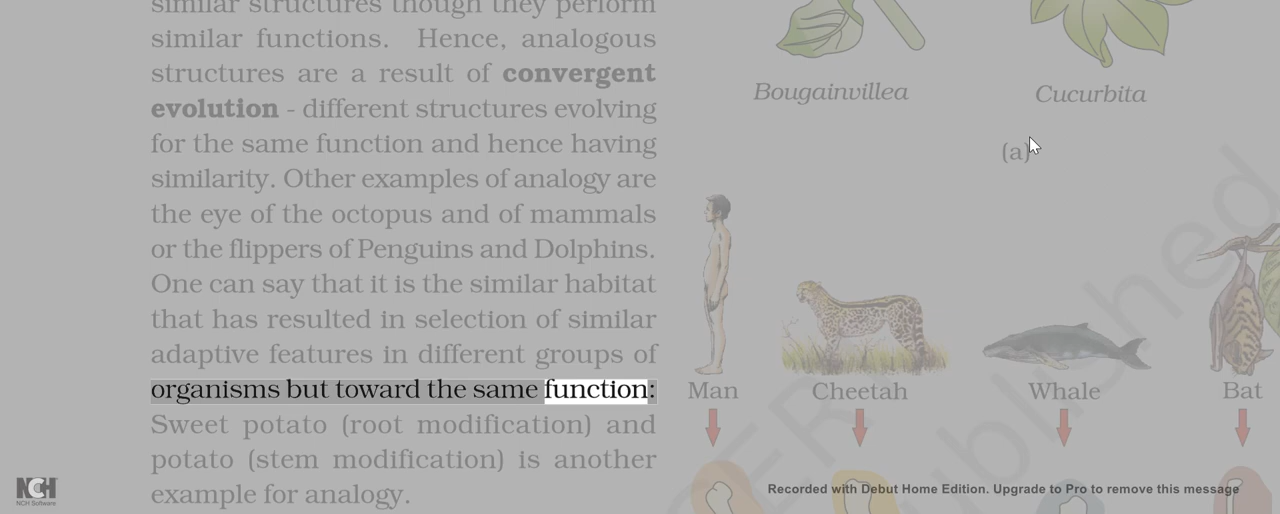 similar structures though they perform
similar functions. Hence, analogous
structures are a result of convergent
evolution - different structures evolving
for the same function and hence having
similarity. Other examples of analogy are
the eye of the octopus and of mammals
or the flippers of Penguins and Dolphins.
One can say that it is the similar habitat
that has resulted in selection of similar
adaptive features in different groups of
organisms but toward the same function:
Sweet potato (root modification) and
potato (stem modification) is another
example for analogy.
Bougainvillea
Cucurbita
(a)
Man
Cheetah
Whale
Bat
NCH
NCH Software
Recorded with Debut Home Edition. Upgrade to Pro to remove this message